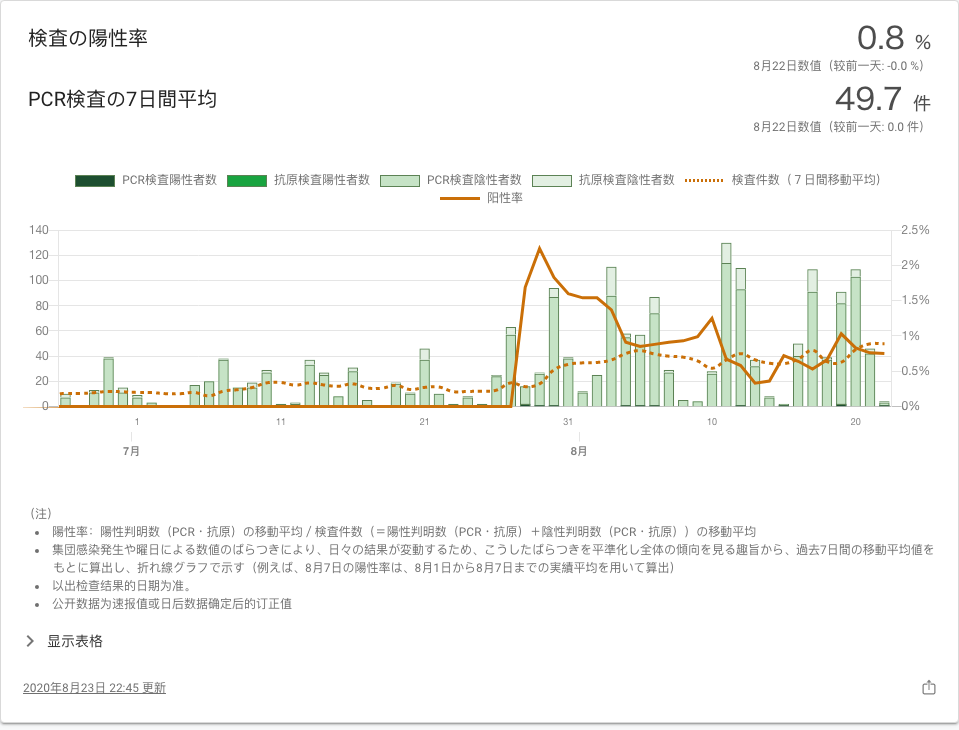 検査の陽性率
0.8 %
8月22日数値（较前一天: -0.0 %）
PCR検査の7日間平均
49.7 件
8月22日数値（较前一天: 0.0 件）
PCR検査陽性者数 抗原検査陽性者数 PCR検査陰性者数 抗原検査陰性者数 検査件数（７日間移動平均）
阳性率
140 2.5%
120 2%
100
80 1.5%
60 1%
40 0.5%
20
0 0%
1 11 21 31 10 20
7月 8月
（注）
• 陽性率：陽性判明数（PCR・抗原）の移動平均 / 検査件数（＝陽性判明数（PCR・抗原）＋陰性判明数（PCR・抗原））の移動平均
• 集団感染発生や曜日による数値のばらつきにより、日々の結果が変動するため、こうしたばらつきを平準化し全体の傾向を見る趣旨から、過去7日間の移動平均値を
もとに算出し、折れ線グラフで示す（例えば、8月7日の陽性率は、8月1日から8月7日までの実績平均を用いて算出）
• 以出检查结果的日期为准。
• 公开数据为速报值或日后数据确定后的订正值
显示表格
2020年8月23日 22:45 更新